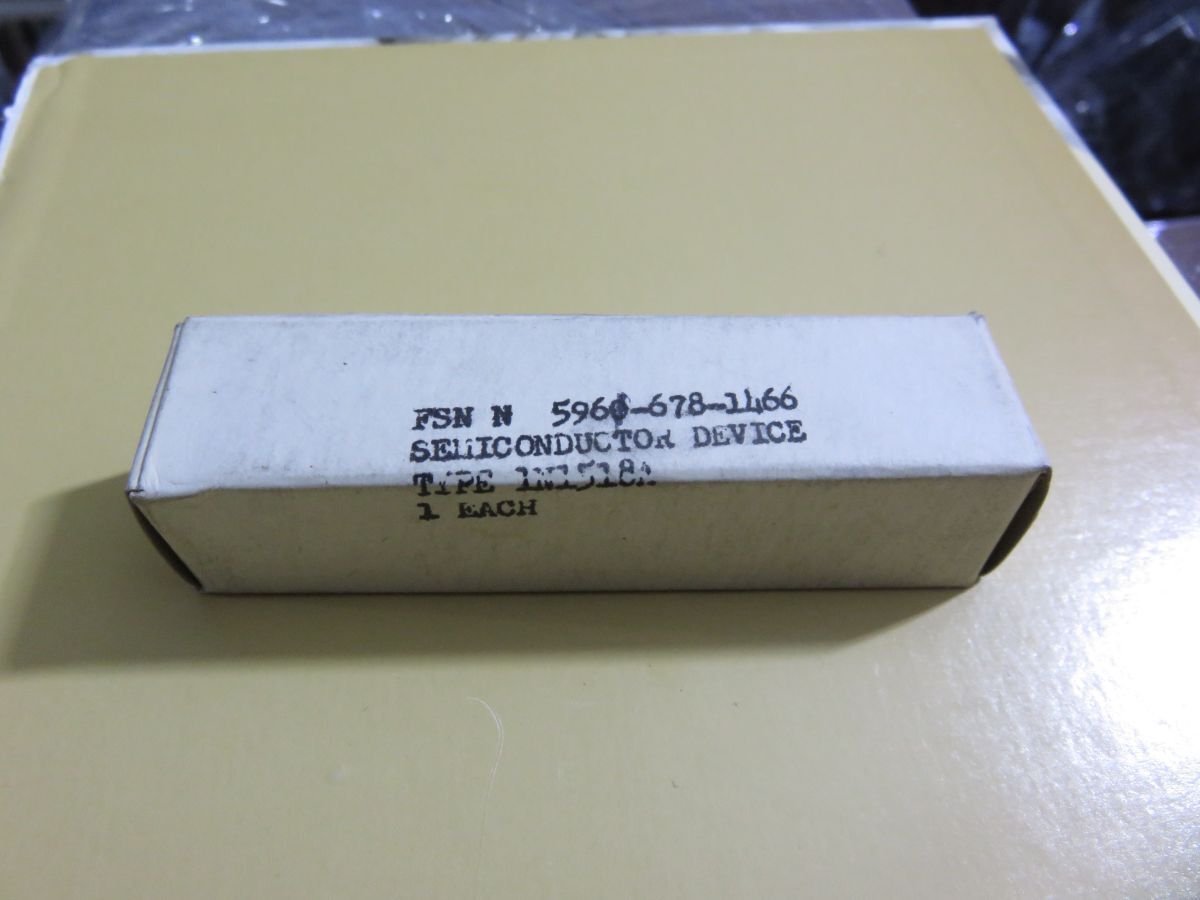 FSN N 5960-678-1466
SEMICONDUCTOR DEVICE
TYPE 1N1518A
1 EACH